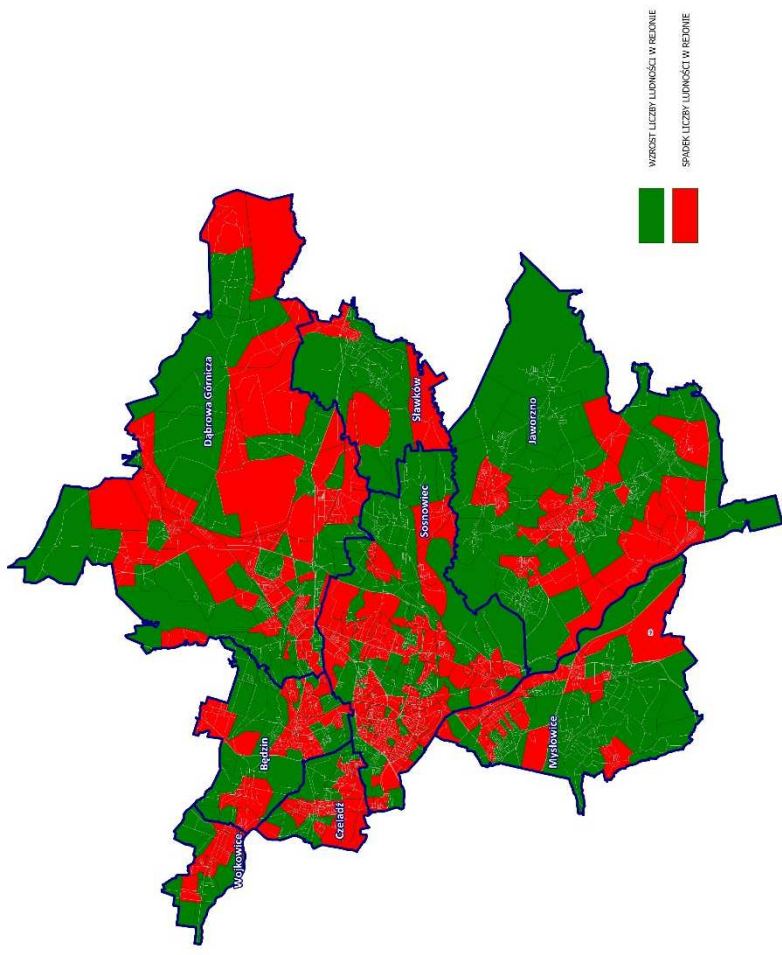 Dąbrowa Górnicza
Sławków
Jaworzno
Sosnowiec
Będzin
Czeladź
Wojkowice
Mysłowice
WZROST LICZBY LUDNOŚCI W REJONIE
SPADEK LICZBY LUDNOŚCI W REJONIE